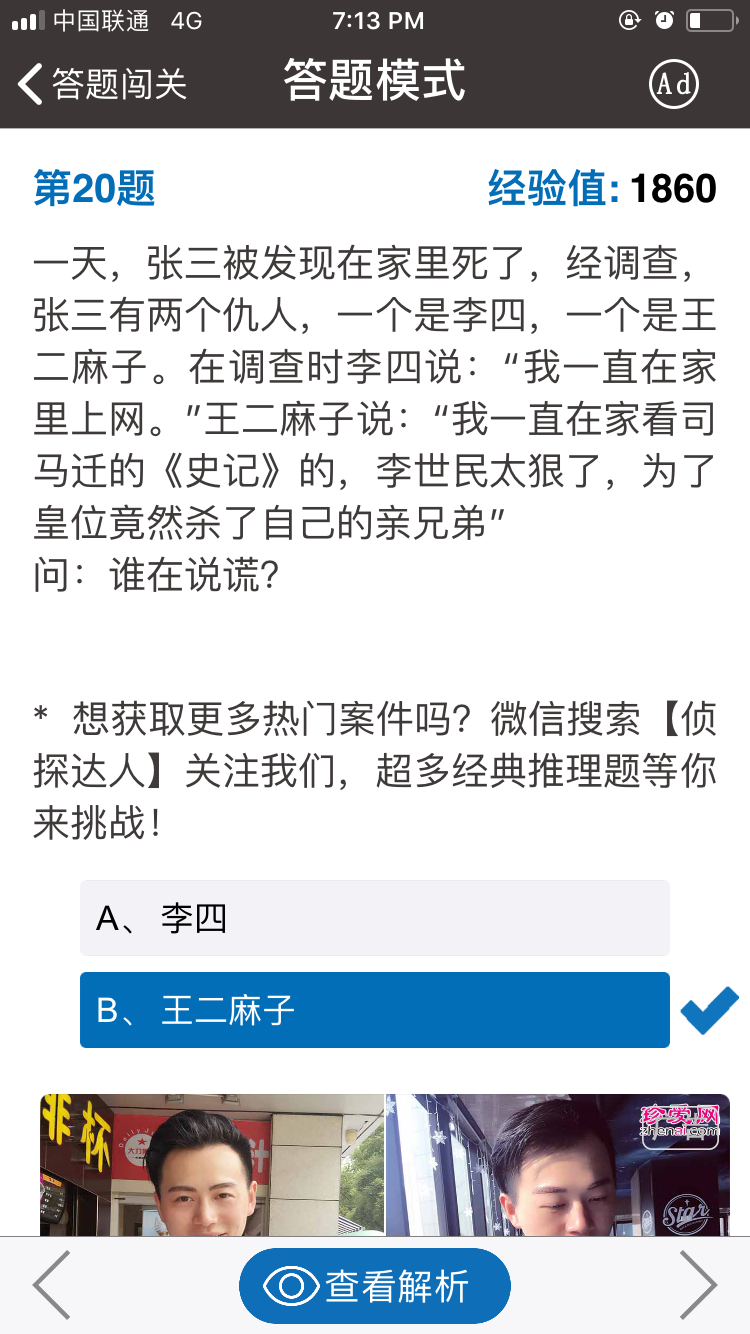 中国联通 4G 7:13 PM
答题闯关 答题模式 Ad
第20题 经验值: 1860
一天，张三被发现在家里死了，经调查，
张三有两个仇人，一个是李四，一个是王
二麻子。在调查时李四说：“我一直在家
里上网。”王二麻子说：“我一直在家看司
马迁的《史记》的，李世民太狠了，为了
皇位竟然杀了自己的亲兄弟”
问：谁在说谎？
* 想获取更多热门案件吗？微信搜索【侦
探达人】关注我们，超多经典推理题等你
来挑战！
A、 李四
B、 王二麻子
珍爱网
zhenai.com
Star
查看解析